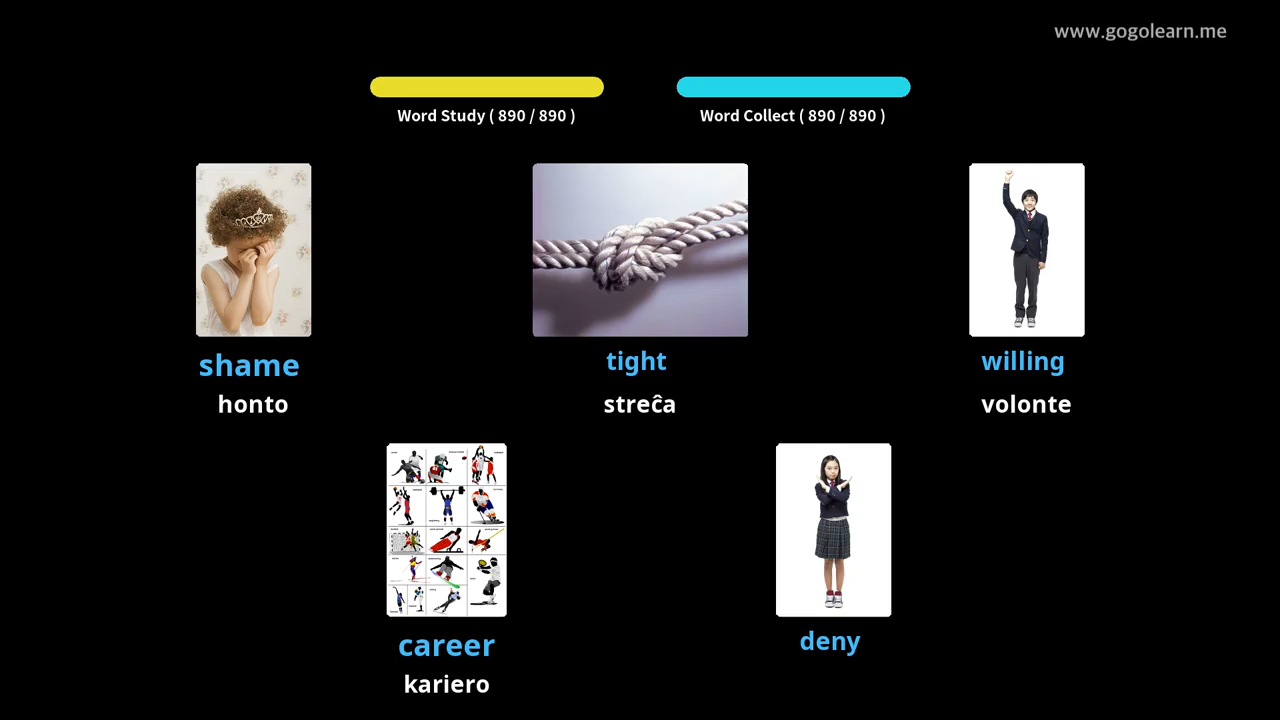 www.gogolearn.me
Word Study ( 890 / 890 )
Word Collect ( 890 / 890 )
shame
tight
willing
honto
streĉa
volonte
career
deny
kariero